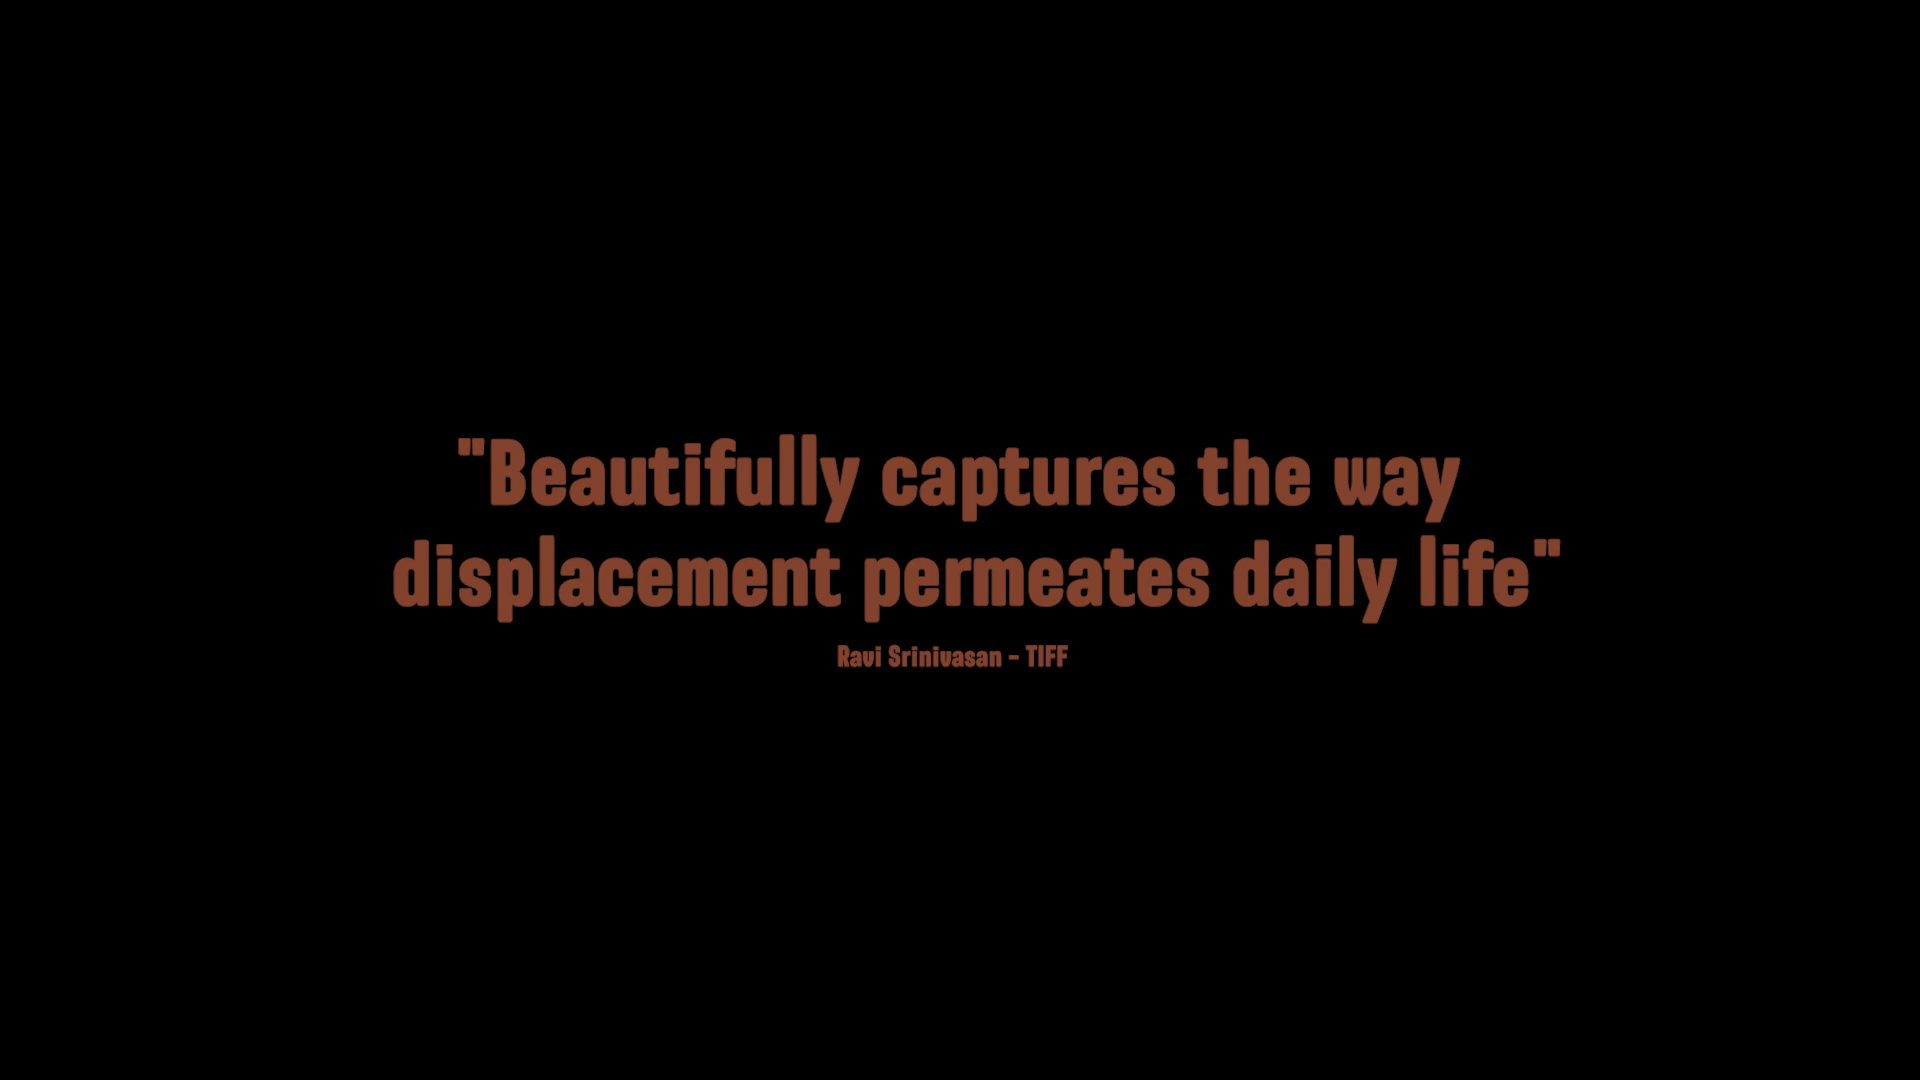 "Beautifully captures the way
displacement permeates daily life"
Ravi Srinivasan - TIFF